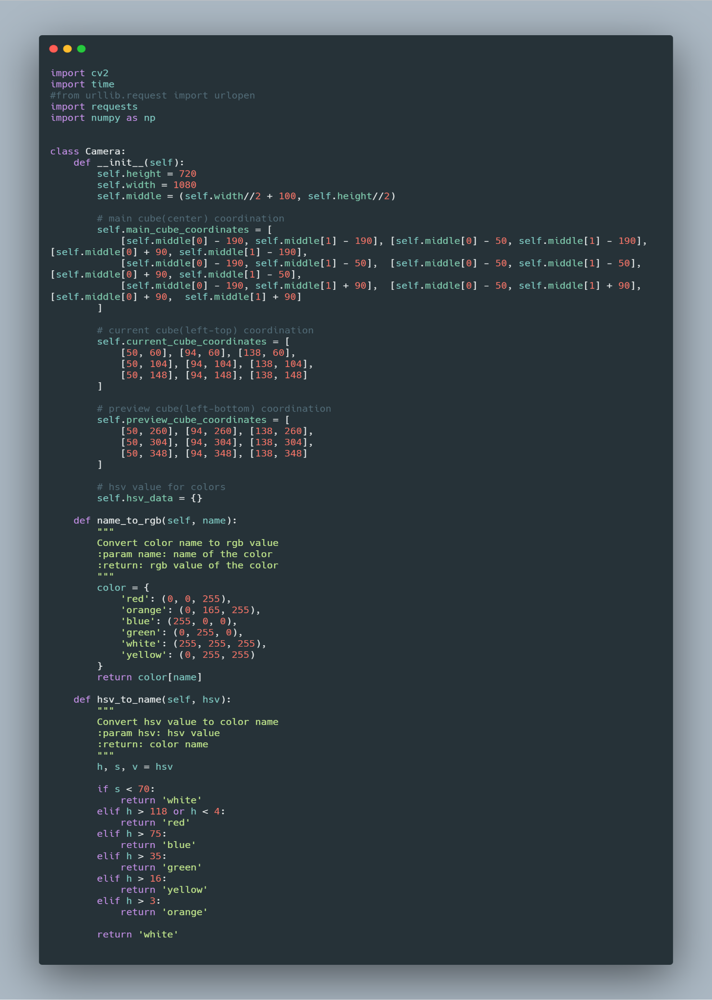 import cv2
import time
#from urllib.request import urlopen
import requests
import numpy as np


class Camera:
    def __init__(self):
        self.height = 720
        self.width = 1080
        self.middle = (self.width//2 + 100, self.height//2)

        # main cube(center) coordination
        self.main_cube_coordinates = [
            [self.middle[0] - 190, self.middle[1] - 190], [self.middle[0] - 50, self.middle[1] - 190],
[self.middle[0] + 90, self.middle[1] - 190],
            [self.middle[0] - 190, self.middle[1] - 50],  [self.middle[0] - 50, self.middle[1] - 50],
[self.middle[0] + 90, self.middle[1] - 50],
            [self.middle[0] - 190, self.middle[1] + 90],  [self.middle[0] - 50, self.middle[1] + 90],
[self.middle[0] + 90,  self.middle[1] + 90]
        ]

        # current cube(left-top) coordination
        self.current_cube_coordinates = [
            [50, 60], [94, 60], [138, 60],
            [50, 104], [94, 104], [138, 104],
            [50, 148], [94, 148], [138, 148]
        ]

        # preview cube(left-bottom) coordination
        self.preview_cube_coordinates = [
            [50, 260], [94, 260], [138, 260],
            [50, 304], [94, 304], [138, 304],
            [50, 348], [94, 348], [138, 348]
        ]

        # hsv value for colors
        self.hsv_data = {}

    def name_to_rgb(self, name):
        """
        Convert color name to rgb value
        :param name: name of the color
        :return: rgb value of the color
        """
        color = {
            'red': (0, 0, 255),
            'orange': (0, 165, 255),
            'blue': (255, 0, 0),
            'green': (0, 255, 0),
            'white': (255, 255, 255),
            'yellow': (0, 255, 255)
        }
        return color[name]

    def hsv_to_name(self, hsv):
        """
        Convert hsv value to color name
        :param hsv: hsv value
        :return: color name
        """
        h, s, v = hsv

        if s < 70:
            return 'white'
        elif h > 118 or h < 4:
            return 'red'
        elif h > 75:
            return 'blue'
        elif h > 35:
            return 'green'
        elif h > 16:
            return 'yellow'
        elif h > 3:
            return 'orange'

        return 'white'